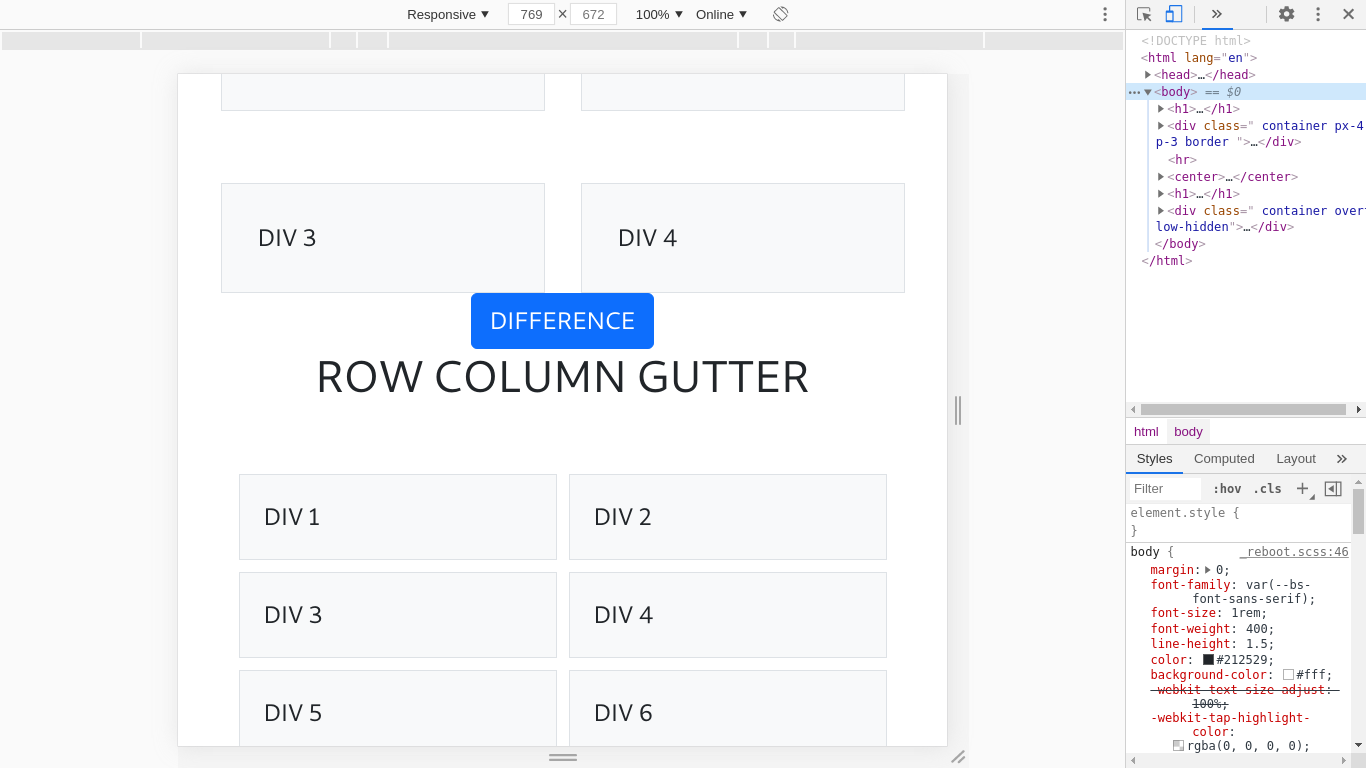 Responsive ▼ 769 × 672 100% ▼ Online ▼
DIV 3 DIV 4
DIFFERENCE
ROW COLUMN GUTTER
DIV 1 DIV 2
DIV 3 DIV 4
DIV 5 DIV 6
<!DOCTYPE html>
<html lang="en">
<head>…</head>
<body> == $0
<h1>…</h1>
<div class=" container px-4
p-3 border ">…</div>
<hr>
<center>…</center>
<h1>…</h1>
<div class=" container over
low-hidden">…</div>
</body>
</html>
html body
Styles Computed Layout
Filter :hov .cls
element.style {
}
body { _reboot.scss:46
margin: 0;
font-family: var(--bs-
font-sans-serif);
font-size: 1rem;
font-weight: 400;
line-height: 1.5;
color: #212529;
background-color: #fff;
-webkit-text-size-adjust:
100%;
-webkit-tap-highlight-
color:
rgba(0, 0, 0, 0);